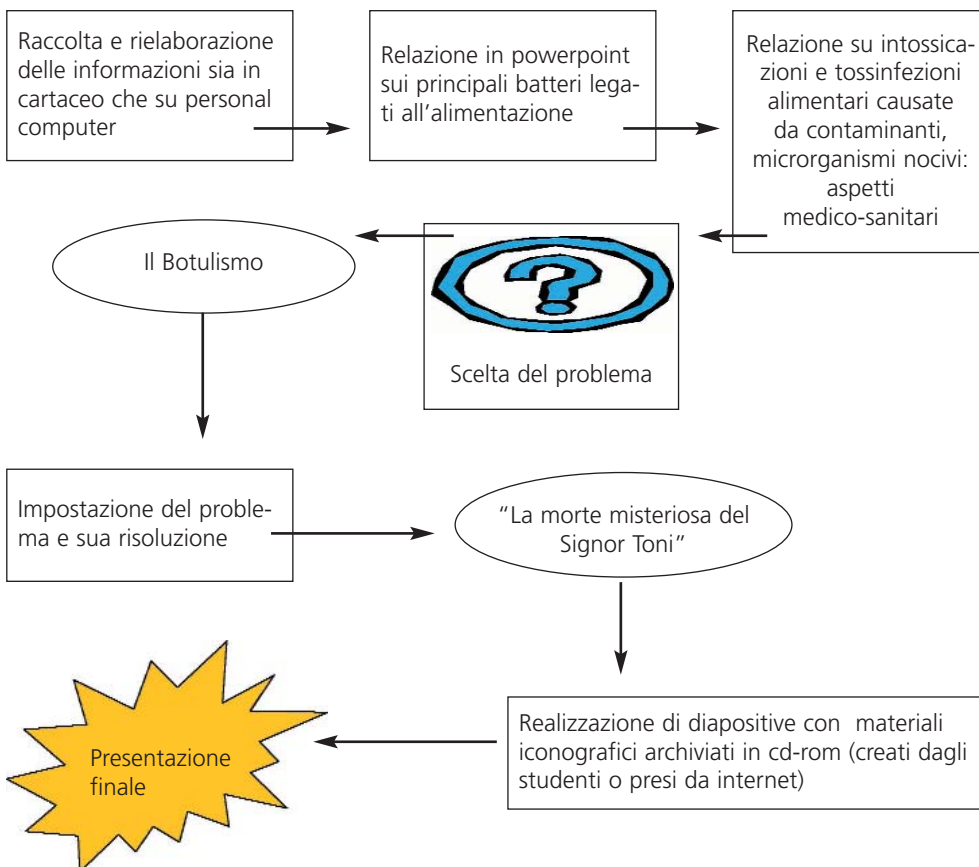 Raccolta e rielaborazione
delle informazioni sia in
cartaceo che su personal
computer
Relazione in powerpoint
sui principali batteri lega-
ti all’alimentazione
Relazione su intossica-
zioni e tossinfezioni
alimentari causate
da contaminanti,
microrganismi nocivi:
aspetti
medico-sanitari
?
Scelta del problema
Il Botulismo
Impostazione del proble-
ma e sua risoluzione
“La morte misteriosa del
Signor Toni”
Realizzazione di diapositive con materiali
iconografici archiviati in cd-rom (creati dagli
studenti o presi da internet)
Presentazione
finale